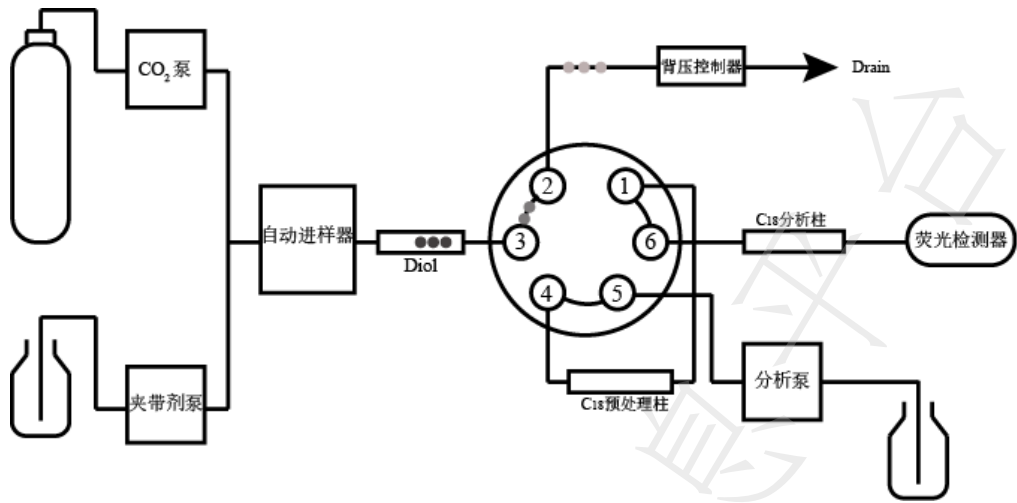 CO₂泵
背压控制器
Drain
2
1
自动进样器
3
6
C18分析柱
荧光检测器
Diol
4
5
夹带剂泵
C18预处理柱
分析泵